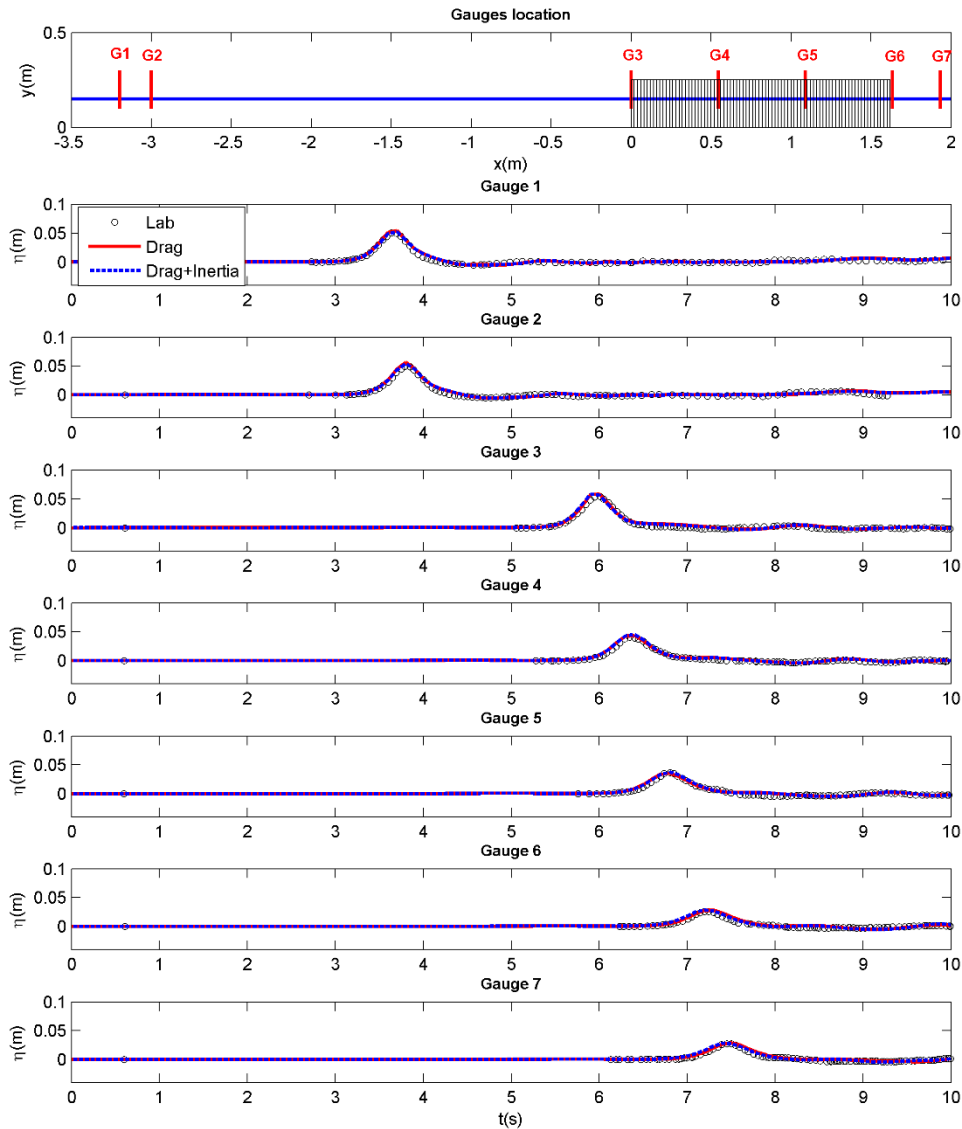 Gauges location
y(m)
0.5
0
G1 G2 G3 G4 G5 G6 G7
-3.5 -3 -2.5 -2 -1.5 -1 -0.5 0 0.5 1 1.5 2
x(m)
Gauge 1
η(m)
0.1
0.05
0
Lab
Drag
Drag+Inertia
0 1 2 3 4 5 6 7 8 9 10
Gauge 2
η(m)
0.1
0.05
0
0 1 2 3 4 5 6 7 8 9 10
Gauge 3
η(m)
0.1
0.05
0
0 1 2 3 4 5 6 7 8 9 10
Gauge 4
η(m)
0.1
0.05
0
0 1 2 3 4 5 6 7 8 9 10
Gauge 5
η(m)
0.1
0.05
0
0 1 2 3 4 5 6 7 8 9 10
Gauge 6
η(m)
0.1
0.05
0
0 1 2 3 4 5 6 7 8 9 10
Gauge 7
η(m)
0.1
0.05
0
0 1 2 3 4 5 6 7 8 9 10
t(s)